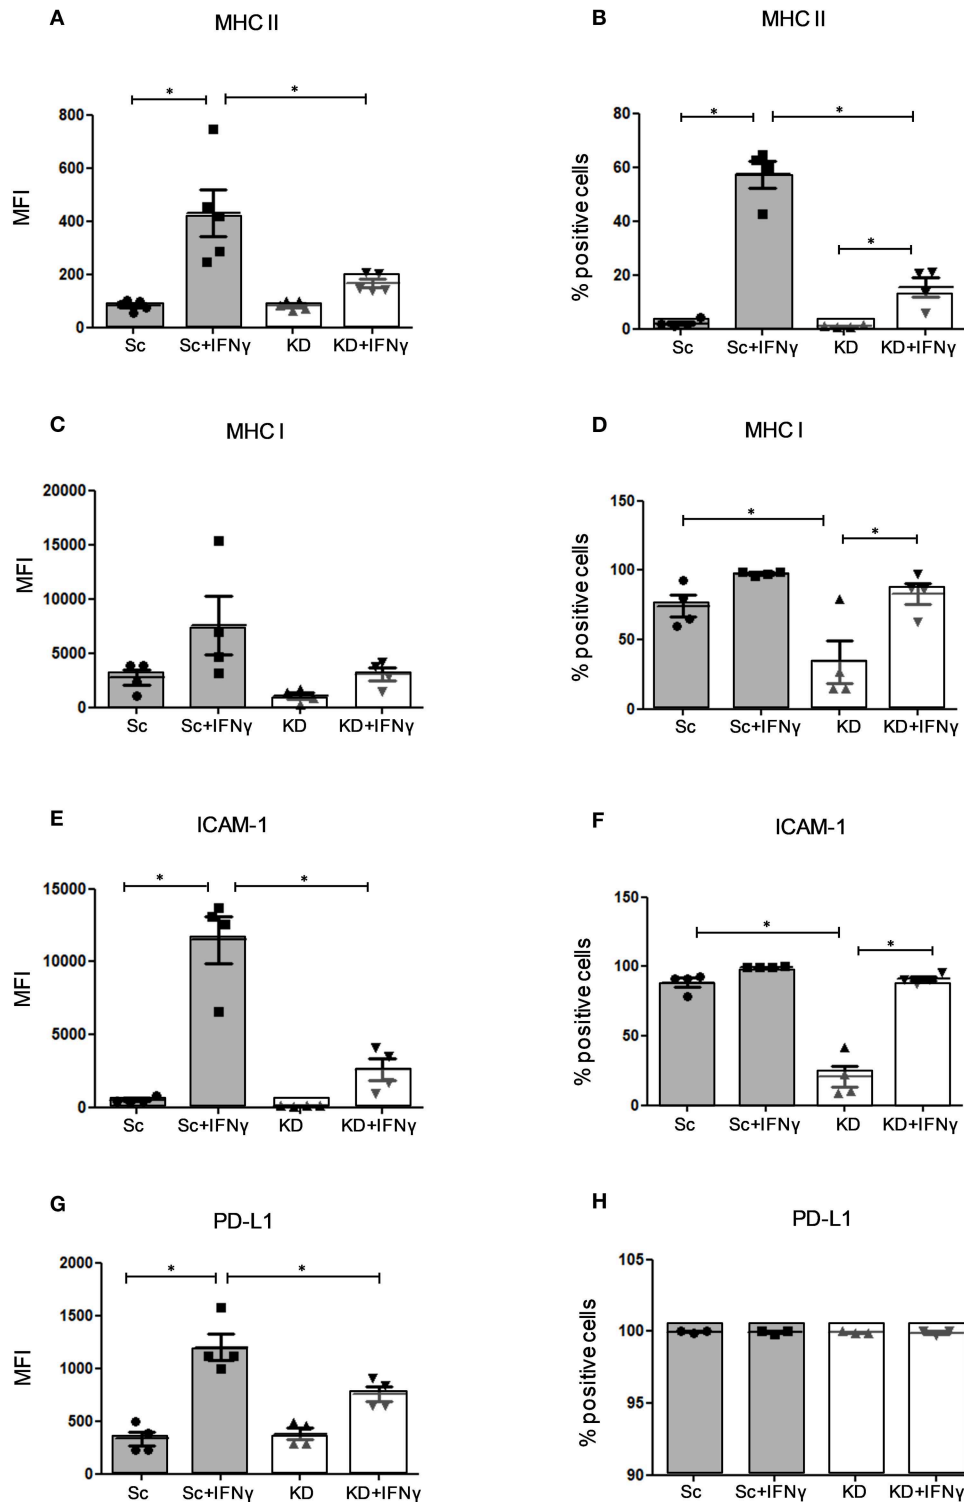 A
MHC II
*
*
800
600
400
200
0
MFI
Sc
Sc+IFNγ
KD
KD+IFNγ
B
MHC II
*
*
*
80
60
40
20
0
% positive cells
Sc
Sc+IFNγ
KD
KD+IFNγ
C
MHC I
20000
15000
10000
5000
0
MFI
Sc
Sc+IFNγ
KD
KD+IFNγ
D
MHC I
*
*
150
100
50
0
% positive cells
Sc
Sc+IFNγ
KD
KD+IFNγ
E
ICAM-1
*
*
15000
10000
5000
0
MFI
Sc
Sc+IFNγ
KD
KD+IFNγ
F
ICAM-1
*
*
150
100
50
0
% positive cells
Sc
Sc+IFNγ
KD
KD+IFNγ
G
PD-L1
*
*
2000
1500
1000
500
0
MFI
Sc
Sc+IFNγ
KD
KD+IFNγ
H
PD-L1
105
100
95
90
% positive cells
Sc
Sc+IFNγ
KD
KD+IFNγ